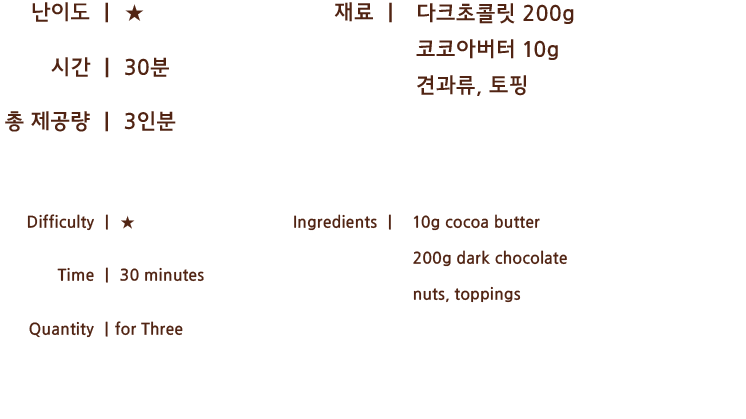 난이도 | ★
시간 | 30분
총 제공량 | 3인분
재료 | 다크초콜릿 200g
코코아버터 10g
견과류, 토핑
Difficulty | ★
Time | 30 minutes
Quantity | for Three
Ingredients | 10g cocoa butter
200g dark chocolate
nuts, toppings